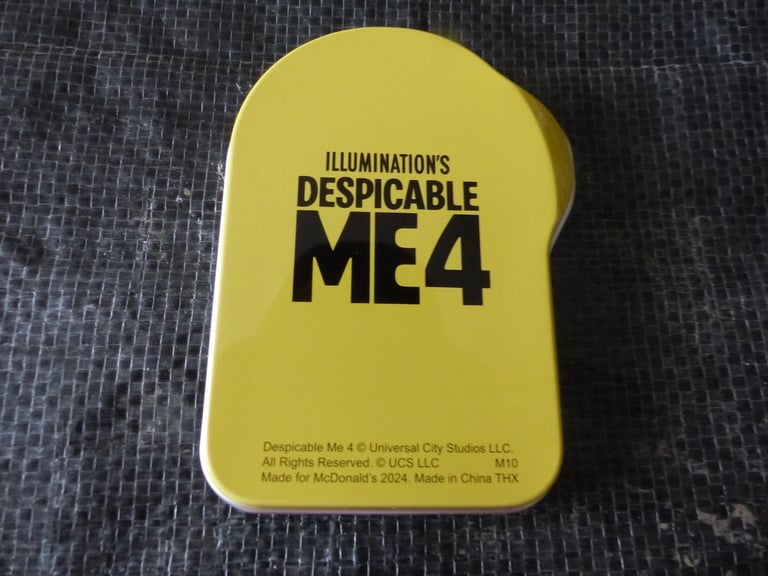 ILLUMINATION'S
DESPICABLE
ME4
Despicable Me 4 © Universal City Studios LLC.
All Rights Reserved. © UCS LLC M10
Made for McDonald's 2024. Made in China THX